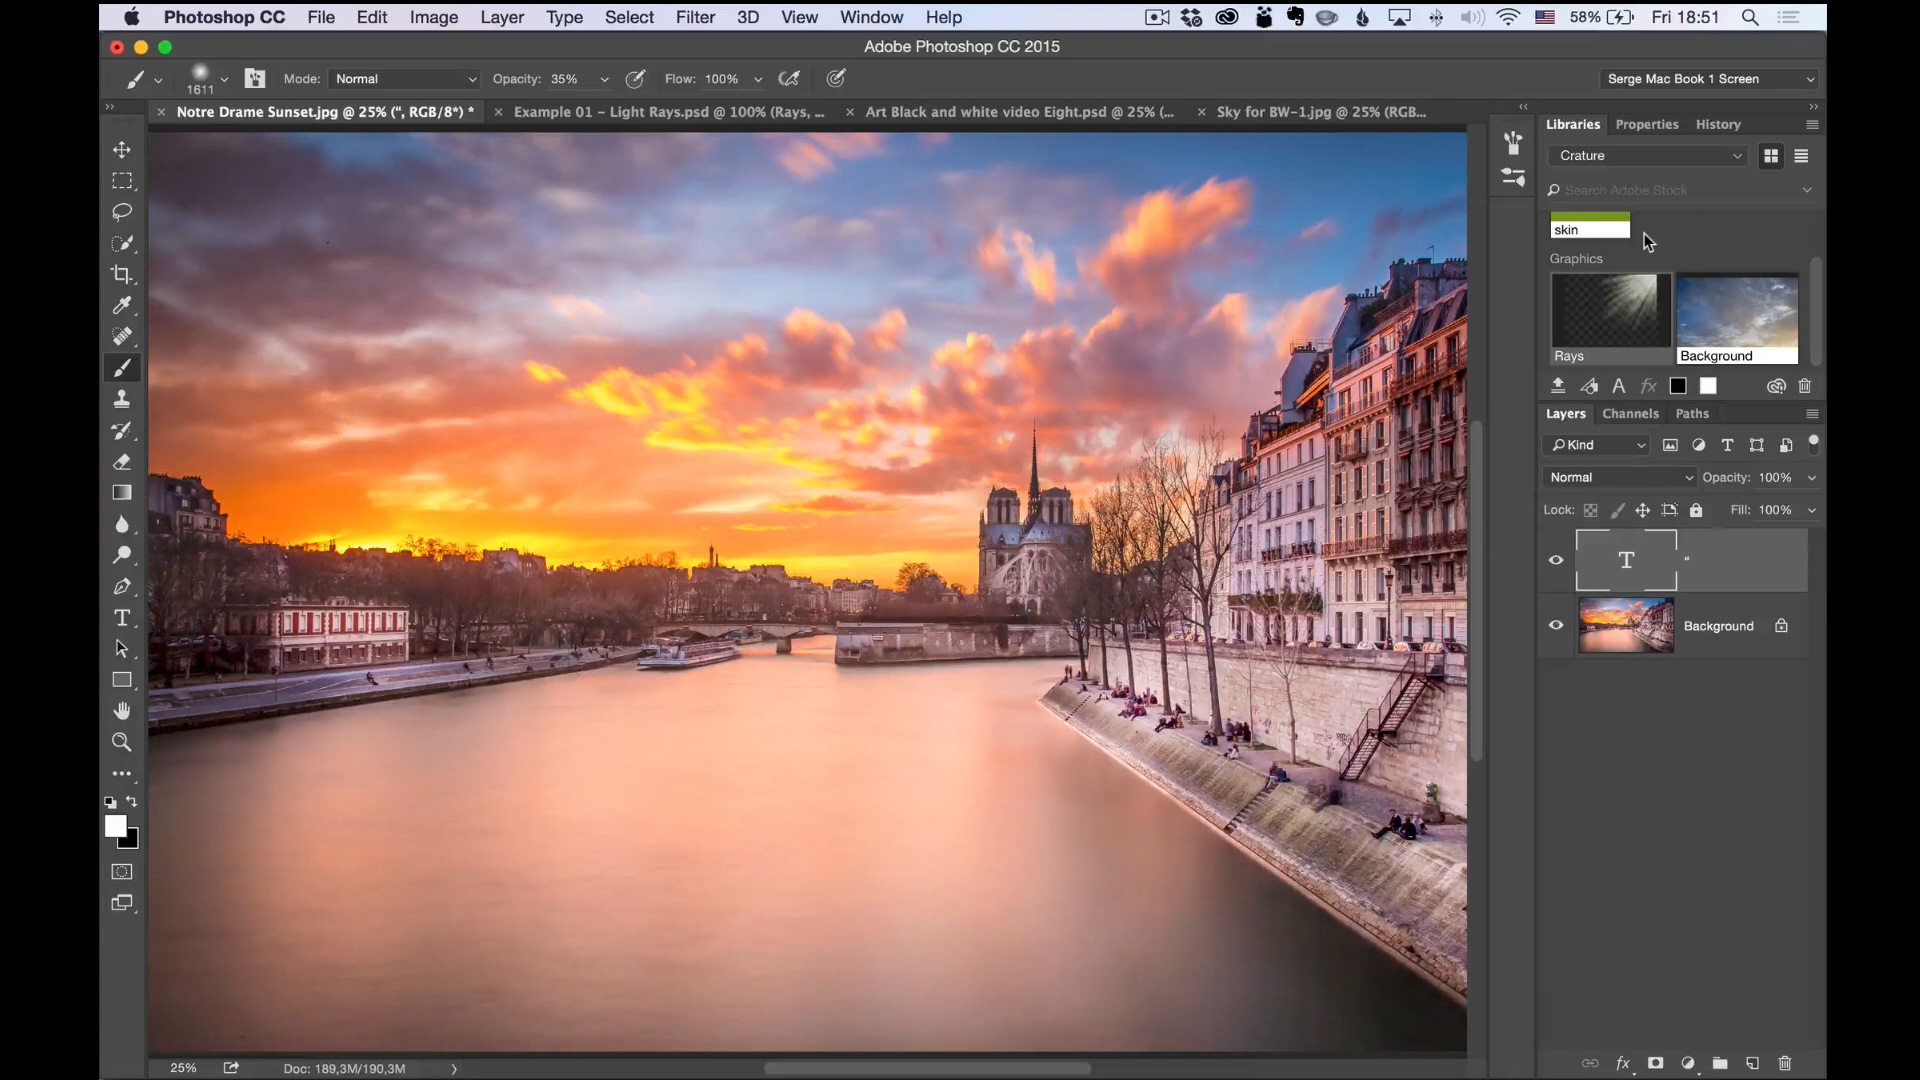 Photoshop CC File Edit Image Layer Type Select Filter 3D View Window Help 58% Fri 18:51
Adobe Photoshop CC 2015
1611 Mode: Normal Opacity: 35% Flow: 100% Serge Mac Book 1 Screen
Notre Drame Sunset.jpg @ 25% (“, RGB/8*) * Example 01 – Light Rays.psd @ 100% (Rays, ... Art Black and white video Eight.psd @ 25% (... Sky for BW-1.jpg @ 25% (RGB...
Libraries Properties History
Crature
Search Adobe Stock
skin
Graphics
Rays Background
Layers Channels Paths
Kind
Normal Opacity: 100%
Lock: Fill: 100%
T “
Background
25% Doc: 189,3M/190,3M